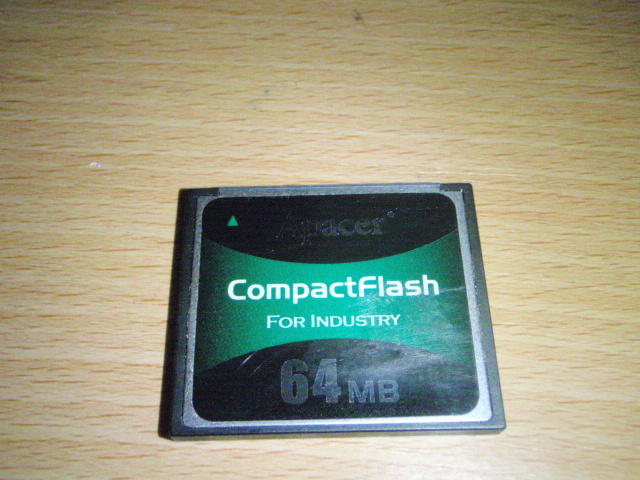 Apacer
CompactFlash
FOR INDUSTRY
64MB